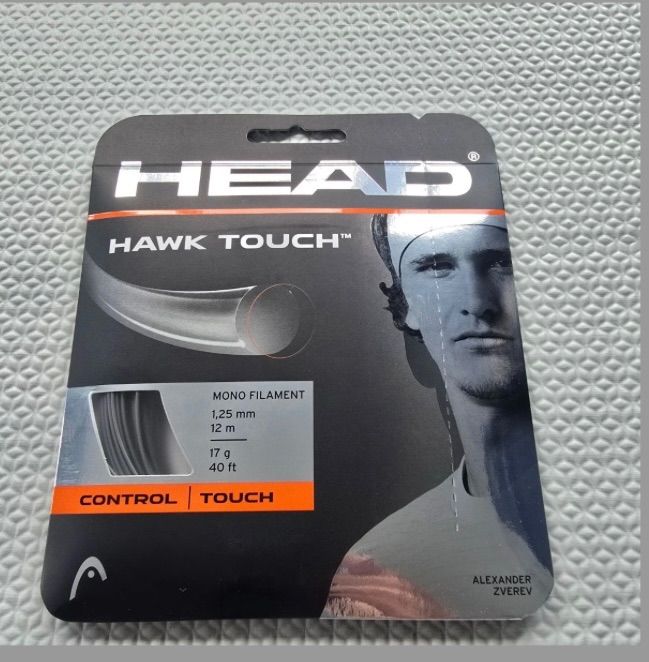 HEAD®
HAWK TOUCH™
MONO FILAMENT
1,25 mm
12 m
17 g
40 ft
CONTROL | TOUCH
ALEXANDER
ZVEREV